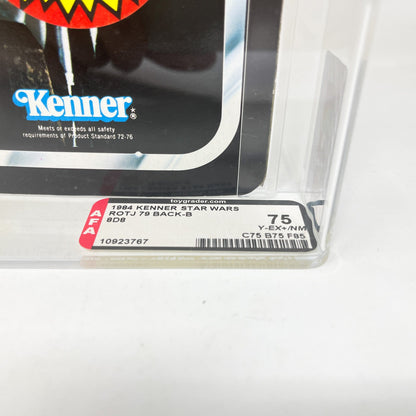 Kenner®
Meets or exceeds all safety
requirements of Product Standard 72-76
toygrader.com
AFA
1984 KENNER STAR WARS
ROTJ 79 BACK-B
8D8
10923767
75
Y-EX+/NM
C75 B75 F85